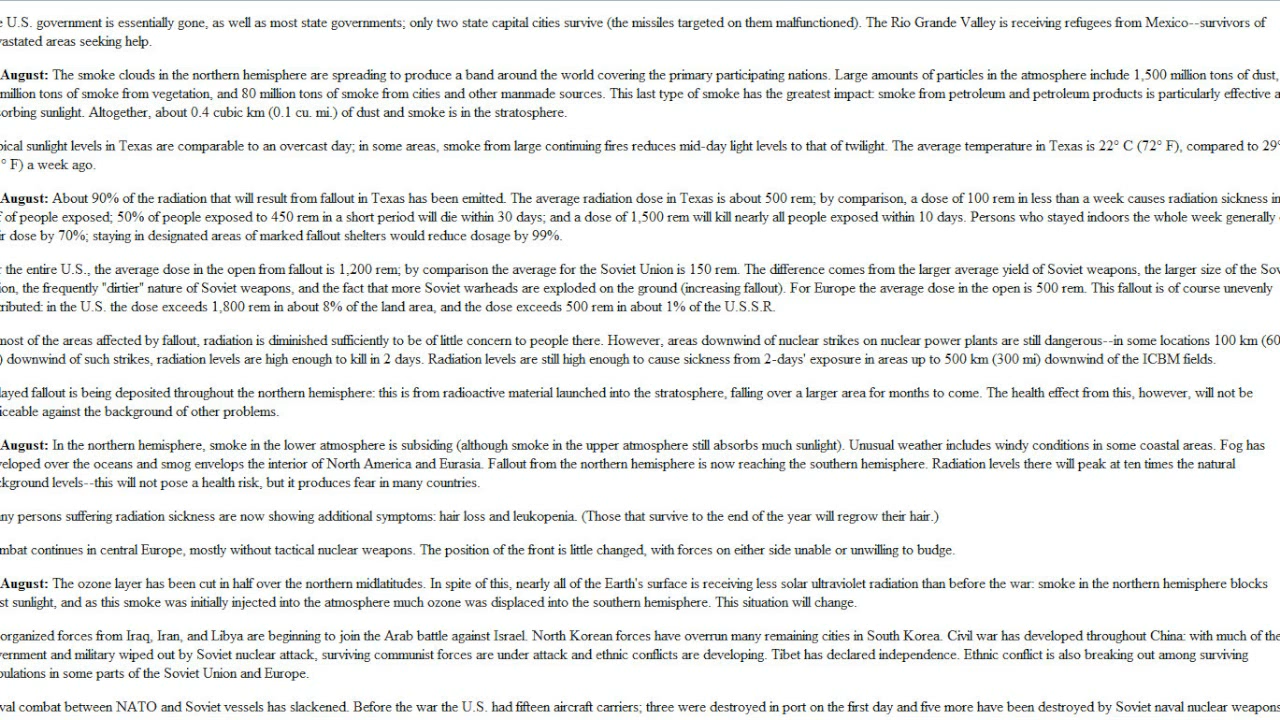 U.S. government is essentially gone, as well as most state governments; only two state capital cities survive (the missiles targeted on them malfunctioned). The Rio Grande Valley is receiving refugees from Mexico--survivors of
astated areas seeking help.
August: The smoke clouds in the northern hemisphere are spreading to produce a band around the world covering the primary participating nations. Large amounts of particles in the atmosphere include 1,500 million tons of dust,
million tons of smoke from vegetation, and 80 million tons of smoke from cities and other manmade sources. This last type of smoke has the greatest impact: smoke from petroleum and petroleum products is particularly effective a
orbing sunlight. Altogether, about 0.4 cubic km (0.1 cu. mi.) of dust and smoke is in the stratosphere.
pical sunlight levels in Texas are comparable to an overcast day; in some areas, smoke from large continuing fires reduces mid-day light levels to that of twilight. The average temperature in Texas is 22° C (72° F), compared to 29°
° F) a week ago.
August: About 90% of the radiation that will result from fallout in Texas has been emitted. The average radiation dose in Texas is about 500 rem; by comparison, a dose of 100 rem in less than a week causes radiation sickness in
f of people exposed; 50% of people exposed to 450 rem in a short period will die within 30 days; and a dose of 1,500 rem will kill nearly all people exposed within 10 days. Persons who stayed indoors the whole week generally
ir dose by 70%; staying in designated areas of marked fallout shelters would reduce dosage by 99%.
the entire U.S., the average dose in the open from fallout is 1,200 rem; by comparison the average for the Soviet Union is 150 rem. The difference comes from the larger average yield of Soviet weapons, the larger size of the Sov
ion, the frequently "dirtier" nature of Soviet weapons, and the fact that more Soviet warheads are exploded on the ground (increasing fallout). For Europe the average dose in the open is 500 rem. This fallout is of course unevenly
ributed: in the U.S. the dose exceeds 1,800 rem in about 8% of the land area, and the dose exceeds 500 rem in about 1% of the U.S.S.R.
most of the areas affected by fallout, radiation is diminished sufficiently to be of little concern to people there. However, areas downwind of nuclear strikes on nuclear power plants are still dangerous--in some locations 100 km (60
) downwind of such strikes, radiation levels are high enough to kill in 2 days. Radiation levels are still high enough to cause sickness from 2-days' exposure in areas up to 500 km (300 mi) downwind of the ICBM fields.
ayed fallout is being deposited throughout the northern hemisphere: this is from radioactive material launched into the stratosphere, falling over a larger area for months to come. The health effect from this, however, will not be
iceable against the background of other problems.
August: In the northern hemisphere, smoke in the lower atmosphere is subsiding (although smoke in the upper atmosphere still absorbs much sunlight). Unusual weather includes windy conditions in some coastal areas. Fog has
veloped over the oceans and smog envelops the interior of North America and Eurasia. Fallout from the northern hemisphere is now reaching the southern hemisphere. Radiation levels there will peak at ten times the natural
kground levels--this will not pose a health risk, but it produces fear in many countries.
ny persons suffering radiation sickness are now showing additional symptoms: hair loss and leukopenia. (Those that survive to the end of the year will regrow their hair.)
mbat continues in central Europe, mostly without tactical nuclear weapons. The position of the front is little changed, with forces on either side unable or unwilling to budge.
August: The ozone layer has been cut in half over the northern midlatitudes. In spite of this, nearly all of the Earth's surface is receiving less solar ultraviolet radiation than before the war: smoke in the northern hemisphere blocks
st sunlight, and as this smoke was initially injected into the atmosphere much ozone was displaced into the southern hemisphere. This situation will change.
organized forces from Iraq, Iran, and Libya are beginning to join the Arab battle against Israel. North Korean forces have overrun many remaining cities in South Korea. Civil war has developed throughout China: with much of the
vernment and military wiped out by Soviet nuclear attack, surviving communist forces are under attack and ethnic conflicts are developing. Tibet has declared independence. Ethnic conflict is also breaking out among surviving
pulations in some parts of the Soviet Union and Europe.
val combat between NATO and Soviet vessels has slackened. Before the war the U.S. had fifteen aircraft carriers; three were destroyed in port on the first day and five more have been destroyed by Soviet naval nuclear weapons